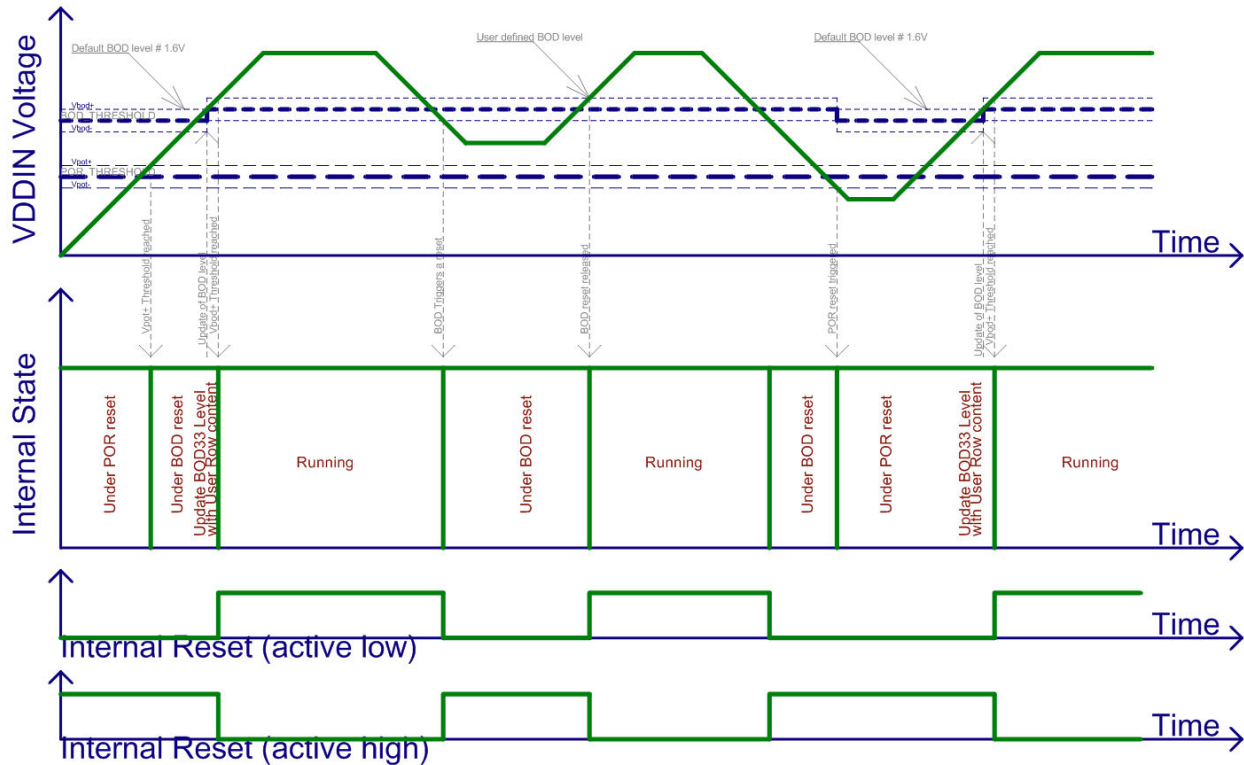 VDDIN Voltage
Default BOD level # 1.6V
User defined BOD level
Default BOD level # 1.6V
Vbod+
BOD THRESHOLD
Vbod-
Vpot+
POR THRESHOLD
Vpot-
Time
Vpot+ Threshold reached
Update of BOD level
Vbod+ Threshold reached
BOD Triggers a reset
BOD reset released
POR reset triggered
Update of BOD level
Vbod+ Threshold reached
Internal State
Under POR reset
Under BOD reset
Update BOD33 Level
with User Row content
Running
Under BOD reset
Running
Under BOD reset
Under POR reset
Update BOD33 Level
with User Row content
Running
Time
Time
Internal Reset (active low)
Time
Internal Reset (active high)